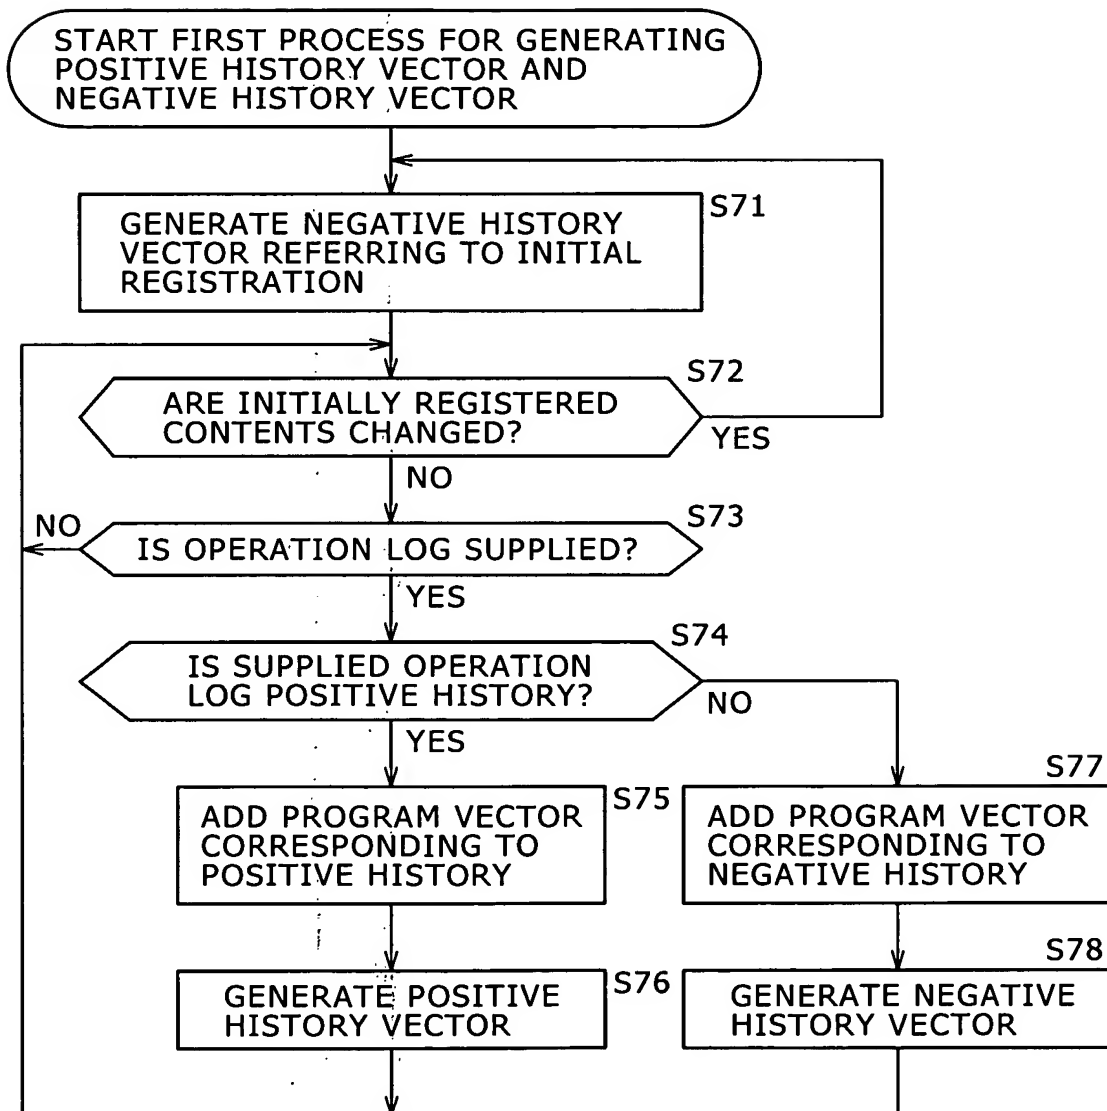 START FIRST PROCESS FOR GENERATING
POSITIVE HISTORY VECTOR AND
NEGATIVE HISTORY VECTOR
S71
GENERATE NEGATIVE HISTORY
VECTOR REFERRING TO INITIAL
REGISTRATION
S72
ARE INITIALLY REGISTERED
CONTENTS CHANGED?
YES
NO
S73
NO
IS OPERATION LOG SUPPLIED?
YES
S74
IS SUPPLIED OPERATION
LOG POSITIVE HISTORY?
NO
YES
S75
ADD PROGRAM VECTOR
CORRESPONDING TO
POSITIVE HISTORY
S77
ADD PROGRAM VECTOR
CORRESPONDING TO
NEGATIVE HISTORY
S76
GENERATE POSITIVE
HISTORY VECTOR
S78
GENERATE NEGATIVE
HISTORY VECTOR